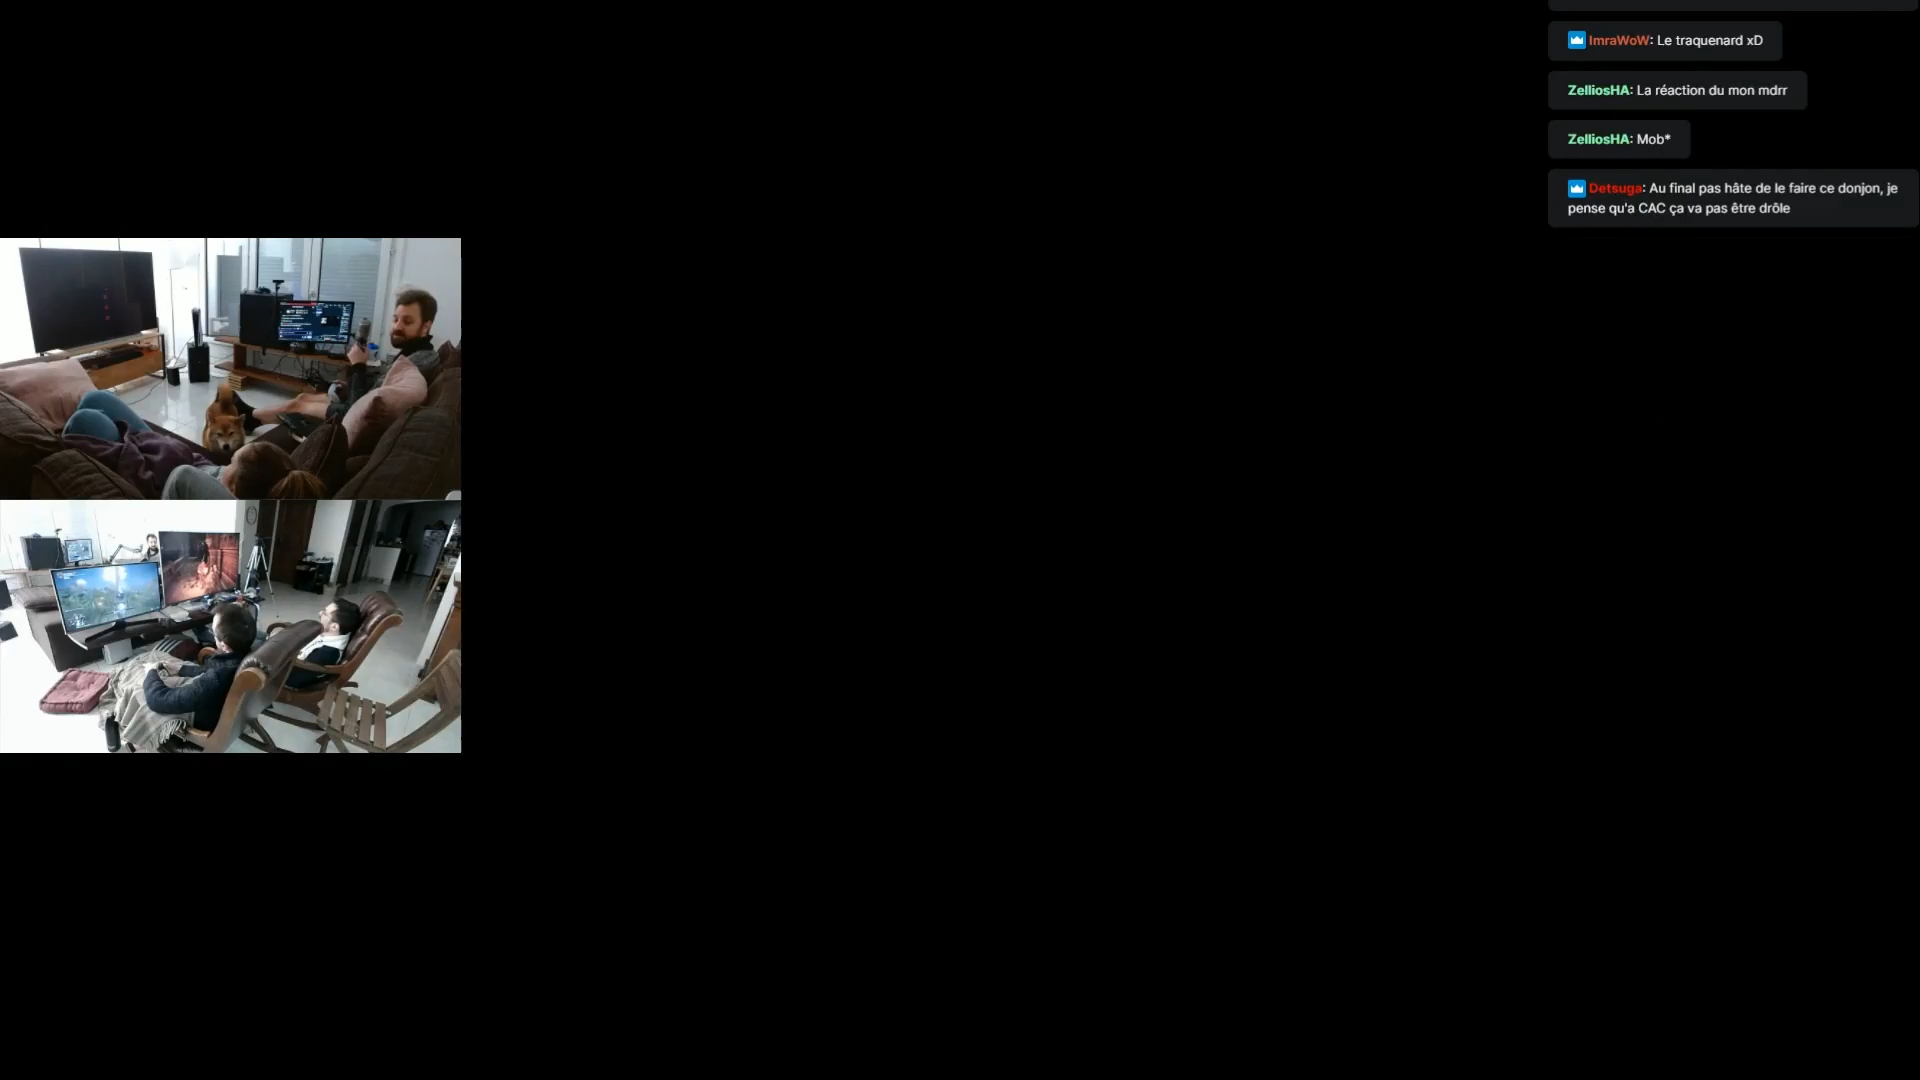 ImraWoW: Le traquenard xD
ZelliosHA: La réaction du mon mdrr
ZelliosHA: Mob*
Detsuga: Au final pas hâte de le faire ce donjon, je
pense qu'a CAC ça va pas être drôle